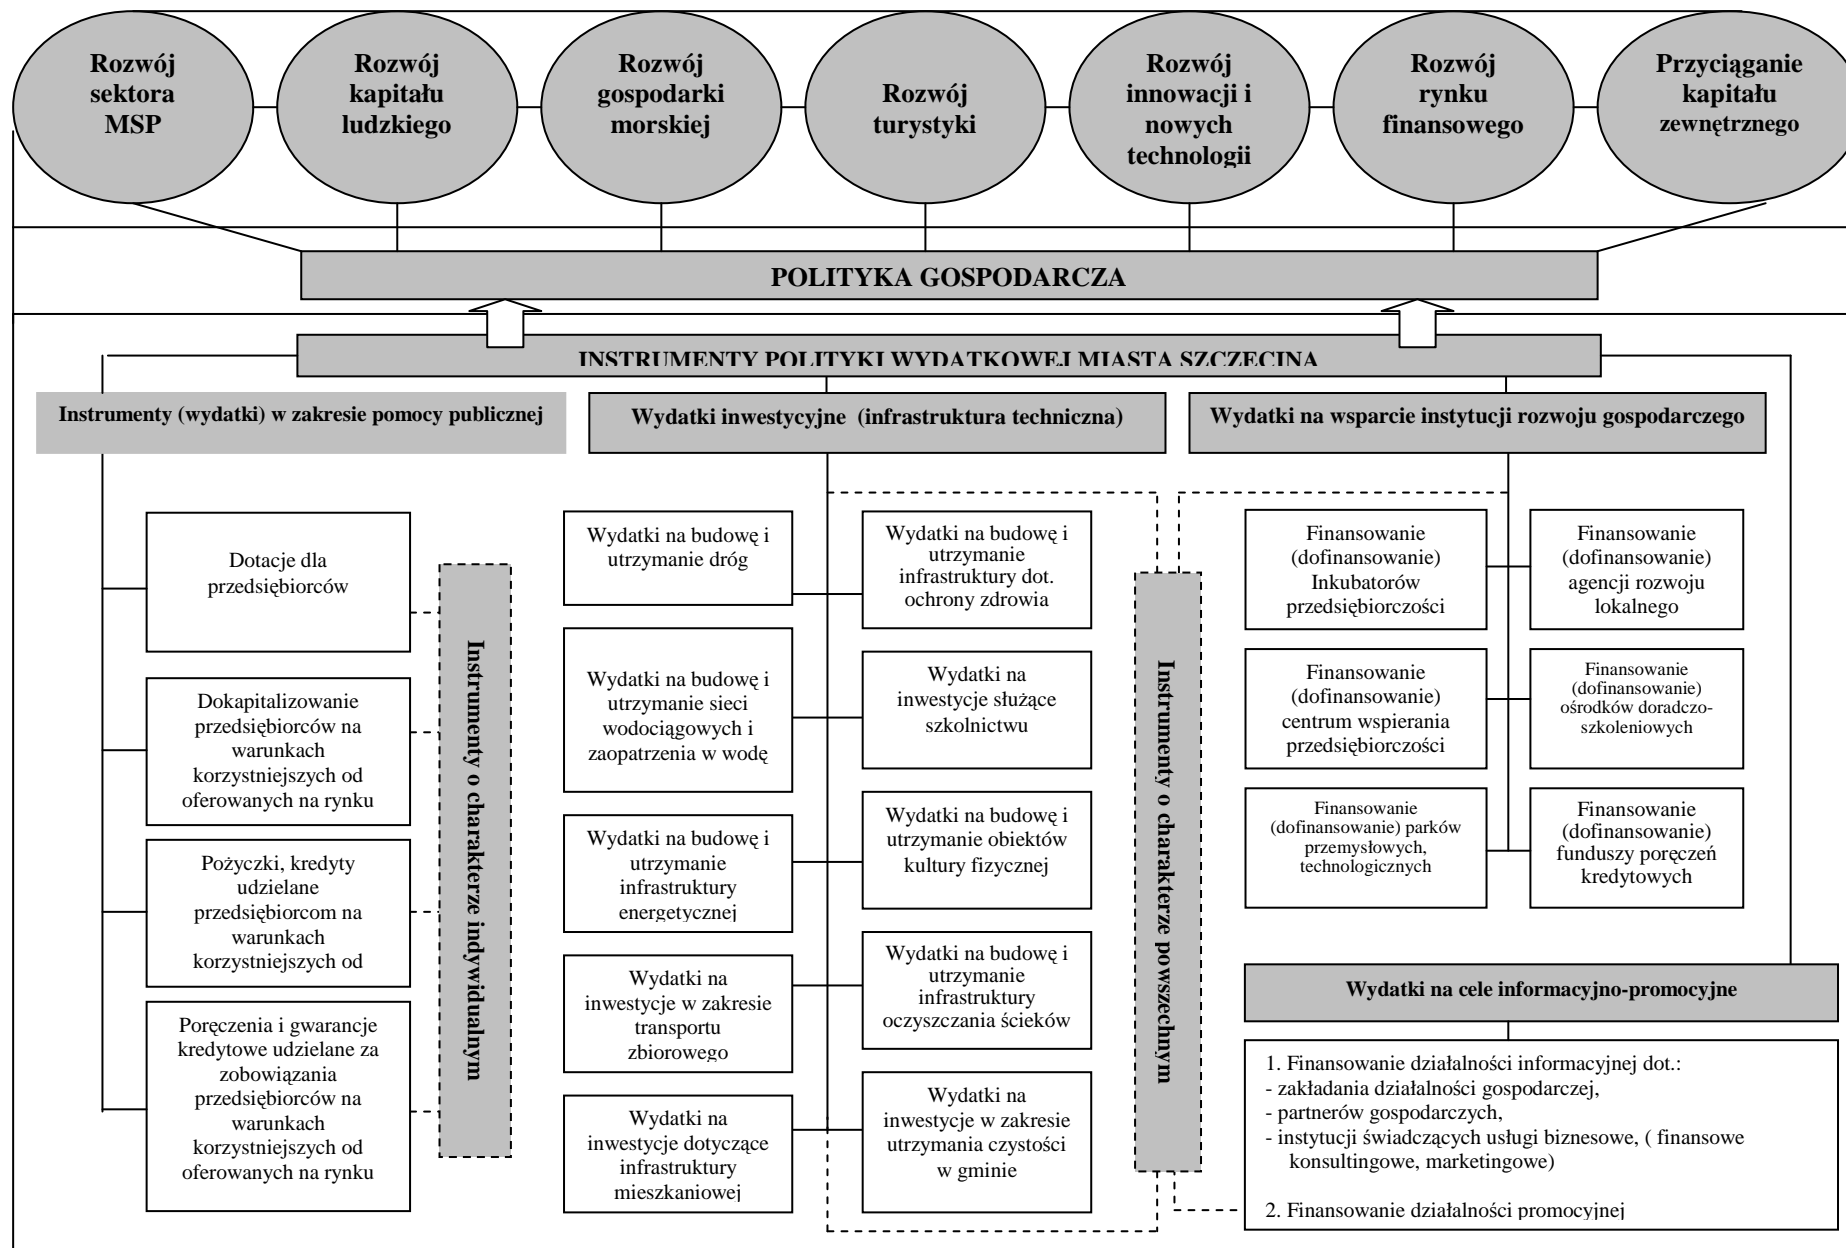 Rozwój
sektora
MSP
Rozwój
kapitału
ludzkiego
Rozwój
gospodarki
morskiej
Rozwój
turystyki
Rozwój
innowacji i
nowych
technologii
Rozwój
rynku
finansowego
Przyciąganie
kapitału
zewnętrznego
POLITYKA GOSPODARCZA
INSTRUMENTY POLITYKI WYDATKOWEJ MIASTA SZCZECINA
Instrumenty (wydatki) w zakresie pomocy publicznej
Wydatki inwestycyjne (infrastruktura techniczna)
Wydatki na wsparcie instytucji rozwoju gospodarczego
Dotacje dla
przedsiębiorców
Dokapitalizowanie
przedsiębiorców na
warunkach
korzystniejszych od
oferowanych na rynku
Pożyczki, kredyty
udzielane
przedsiębiorcom na
warunkach
korzystniejszych od
Poręczenia i gwarancje
kredytowe udzielane za
zobowiązania
przedsiębiorców na
warunkach
korzystniejszych od
oferowanych na rynku
Instrumenty o charakterze indywidualnym
Wydatki na budowę i
utrzymanie dróg
Wydatki na budowę i
utrzymanie sieci
wodociągowych i
zaopatrzenia w wodę
Wydatki na budowę i
utrzymanie
infrastruktury
energetycznej
Wydatki na
inwestycje w zakresie
transportu
zbiorowego
Wydatki na
inwestycje dotyczące
infrastruktury
mieszkaniowej
Wydatki na budowę i
utrzymanie
infrastruktury dot.
ochrony zdrowia
Wydatki na
inwestycje służące
szkolnictwu
Wydatki na budowę i
utrzymanie obiektów
kultury fizycznej
Wydatki na budowę i
utrzymanie
infrastruktury
oczyszczania ścieków
Wydatki na
inwestycje w zakresie
utrzymania czystości
w gminie
Instrumenty o charakterze powszechnym
Finansowanie
(dofinansowanie)
Inkubatorów
przedsiębiorczości
Finansowanie
(dofinansowanie)
agencji rozwoju
lokalnego
Finansowanie
(dofinansowanie)
centrum wspierania
przedsiębiorczości
Finansowanie
(dofinansowanie)
ośrodków doradczo-
szkoleniowych
Finansowanie
(dofinansowanie) parków
przemysłowych,
technologicznych
Finansowanie
(dofinansowanie)
funduszy poręczeń
kredytowych
Wydatki na cele informacyjno-promocyjne
1. Finansowanie działalności informacyjnej dot.:
- zakładania działalności gospodarczej,
- partnerów gospodarczych,
- instytucji świadczących usługi biznesowe, ( finansowe
konsultingowe, marketingowe)
2. Finansowanie działalności promocyjnej